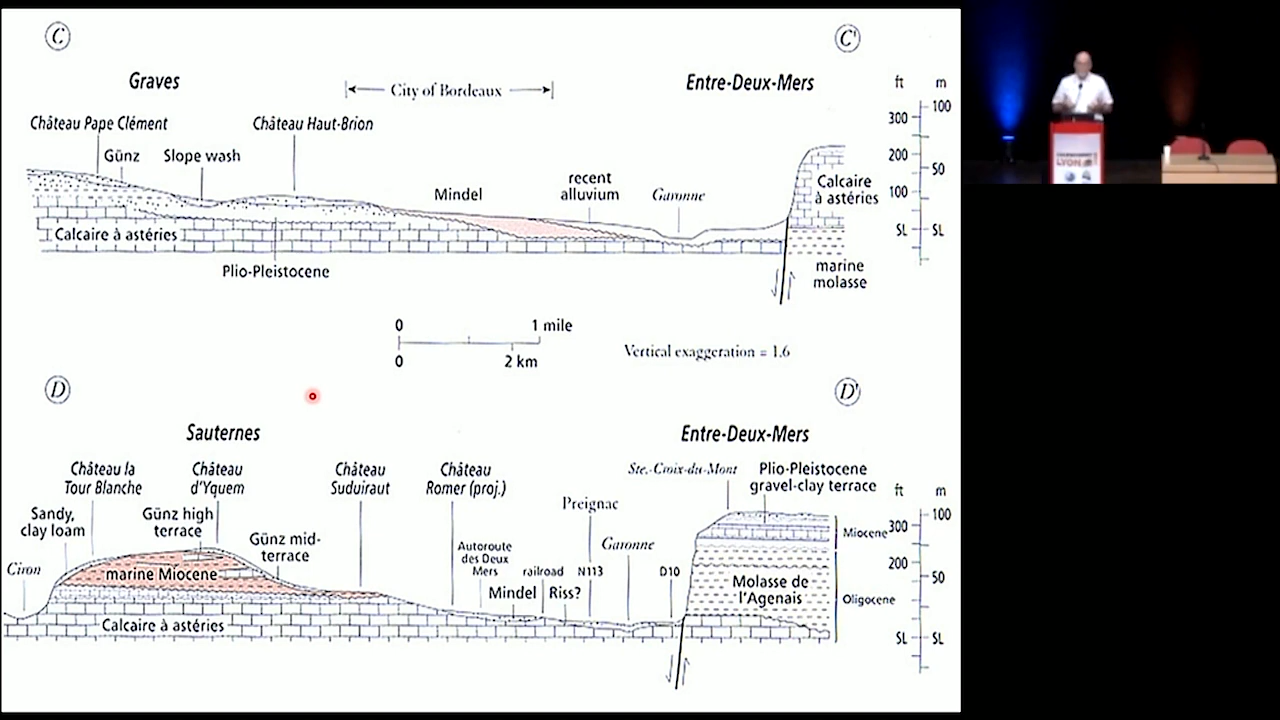 C
C'
Graves
City of Bordeaux
Entre-Deux-Mers
ft
m
Château Pape Clément
Château Haut-Brion
300
100
Günz
Slope wash
200
50
Mindel
recent
alluvium
Garonne
Calcaire
à astéries
100
Calcaire à astéries
SL
SL
Plio-Pleistocene
marine
molasse
0
1 mile
0
2 km
Vertical exaggeration = 1.6
D
D'
Sauternes
Entre-Deux-Mers
Château la
Tour Blanche
Château
d'Yquem
Château
Suduiraut
Château
Romer (proj.)
Ste.-Croix-du-Mont
Plio-Pleistocene
gravel-clay terrace
ft
m
Sandy,
clay loam
Günz high
terrace
Günz mid-
terrace
Preignac
Garonne
300
100
Miocene
Autoroute
des Deux
Mers
railroad
N113
D10
200
50
Ciron
marine Miocene
Mindel
Riss?
Molasse de
l'Agenais
Oligocene
100
Calcaire à astéries
SL
SL
LYON